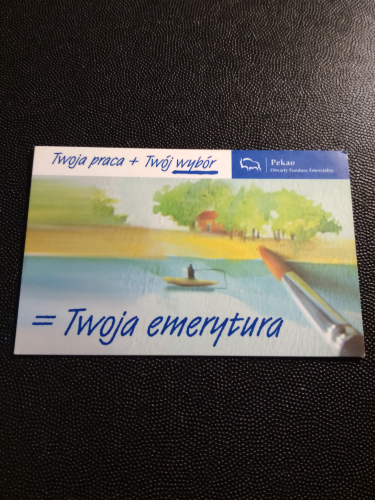 Twoja praca + Twój wybór
Pekao
Otwarty Fundusz Emerytalny
= Twoja emerytura